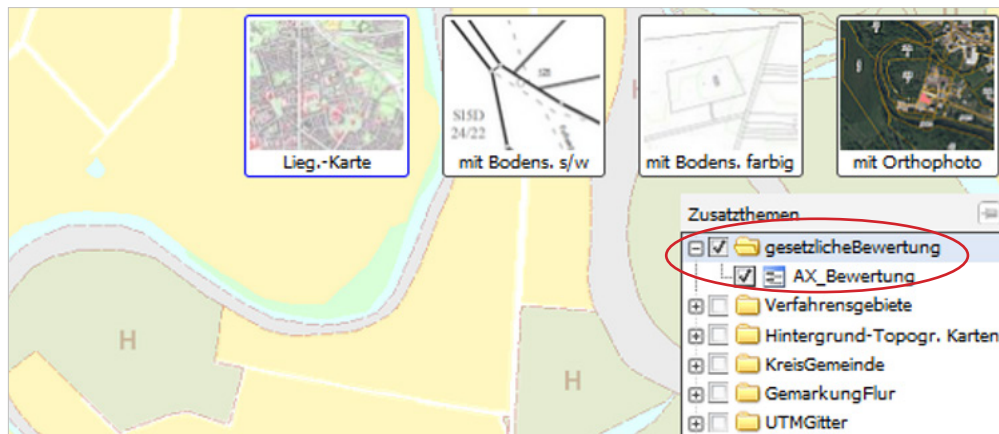 S15D
24/22
Lieg.-Karte
mit Bodens. s/w
mit Bodens. farbig
mit Orthophoto
Zusatzthemen
gesetzlicheBewertung
AX_Bewertung
Verfahrensgebiete
Hintergrund-Topogr. Karten
KreisGemeinde
GemarkungFlur
UTMGitter
H
H